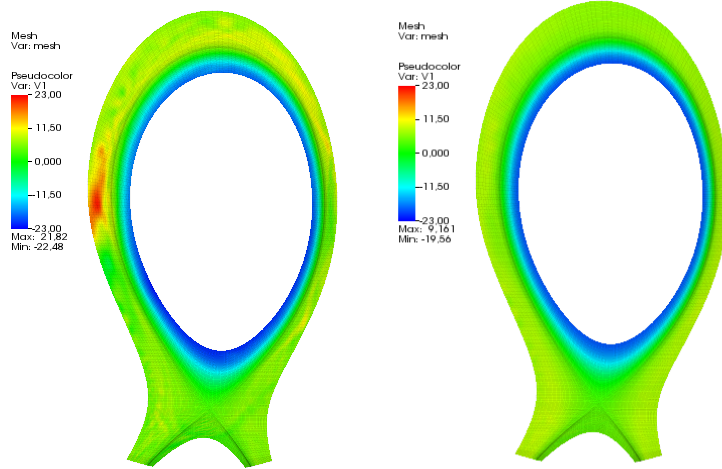 Mesh
Var: mesh
Pseudocolor
Var: V1
23,00
11,50
0,000
-11,50
-23,00
Max: 21,82
Min: -22,48
Mesh
Var: mesh
Pseudocolor
Var: V1
23,00
11,50
0,000
-11,50
-23,00
Max: 9,161
Min: -19,56